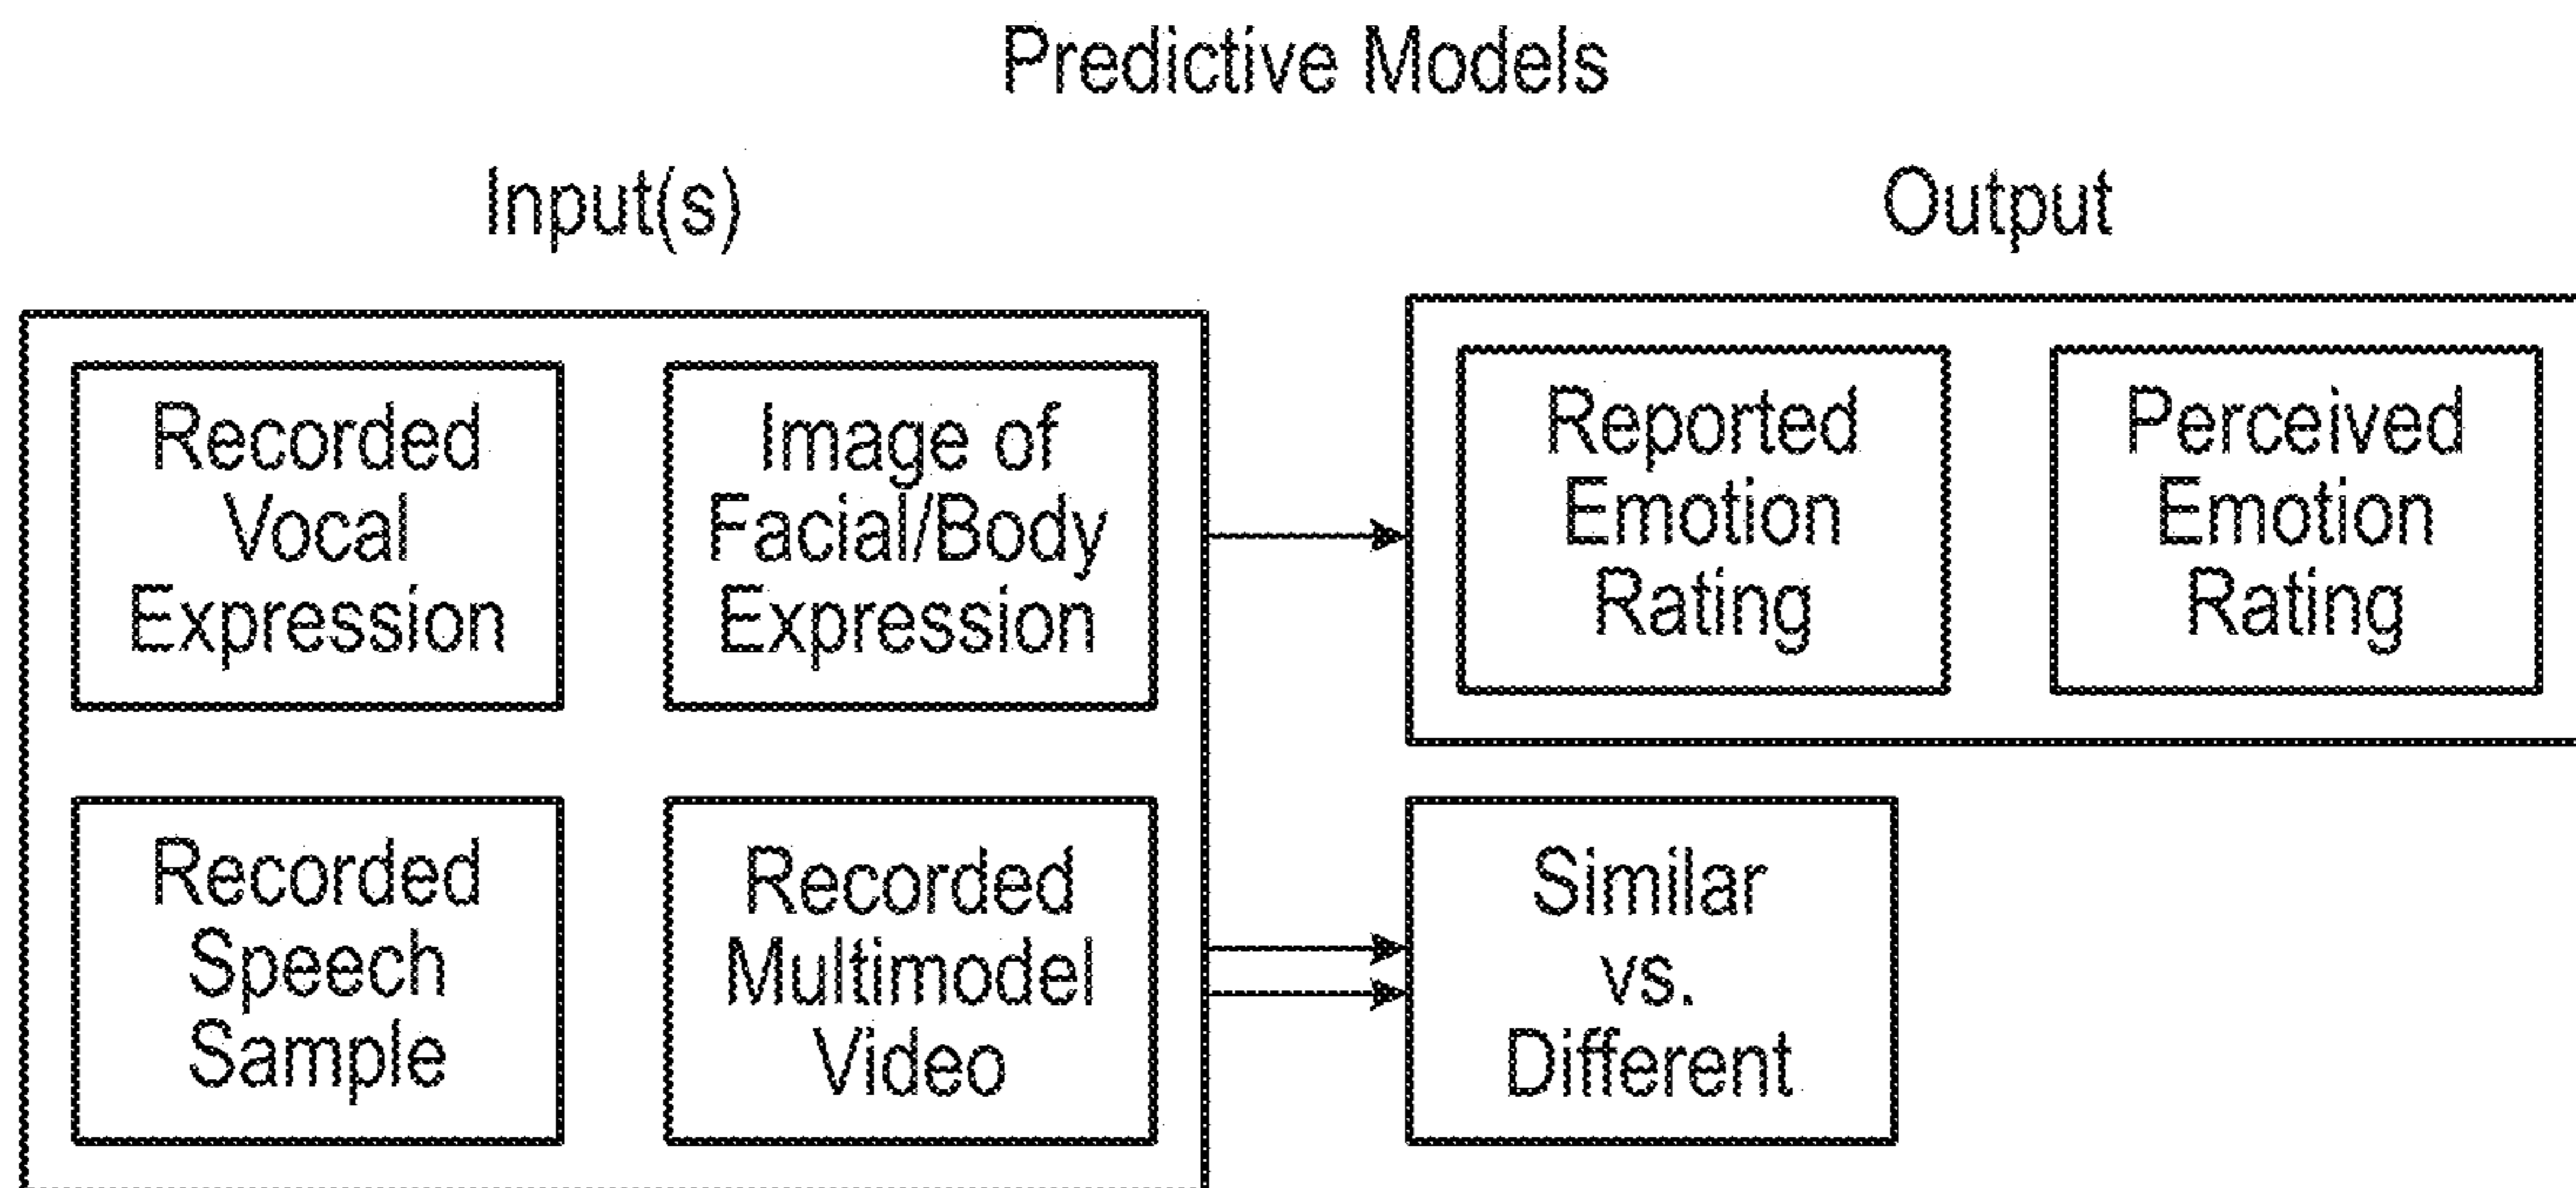 Predictive Models
Input(s)
Output
Recorded
Vocal
Expression
Image of
Facial/Body
Expression
Reported
Emotion
Rating
Perceived
Emotion
Rating
Recorded
Speech
Sample
Recorded
Multimodel
Video
Similar
vs.
Different